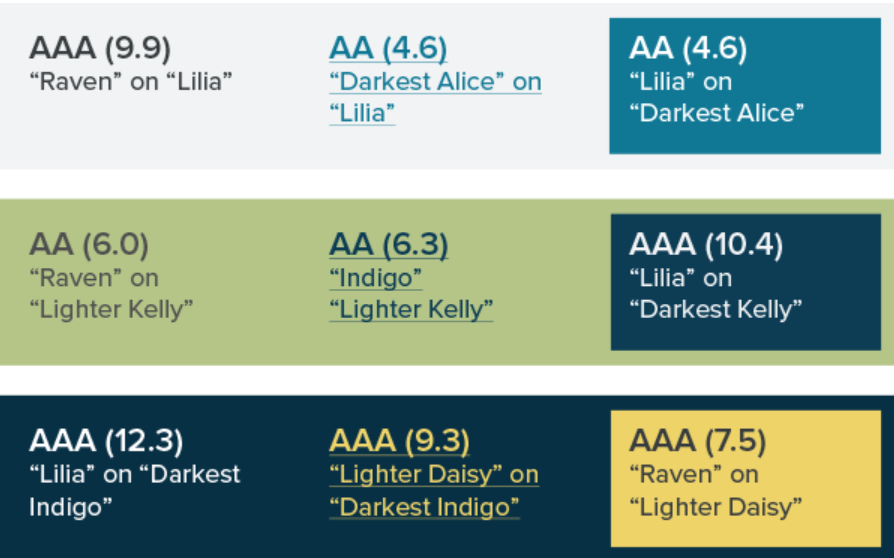 AAA (9.9)
“Raven” on “Lilia”
AA (4.6)
“Darkest Alice” on
“Lilia”
AA (4.6)
“Lilia” on
“Darkest Alice”
AA (6.0)
“Raven” on
“Lighter Kelly”
AA (6.3)
“Indigo”
“Lighter Kelly”
AAA (10.4)
“Lilia” on
“Darkest Kelly”
AAA (12.3)
“Lilia” on “Darkest
Indigo”
AAA (9.3)
“Lighter Daisy” on
“Darkest Indigo”
AAA (7.5)
“Raven” on
“Lighter Daisy”